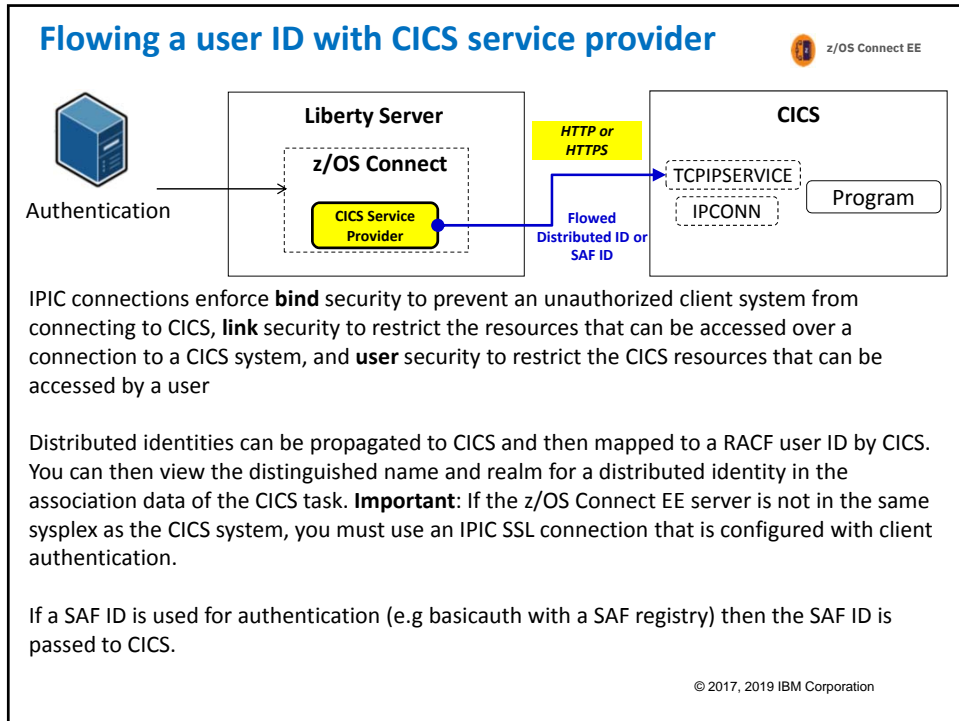 Flowing a user ID with CICS service provider
z/OS Connect EE
Liberty Server
HTTP or
HTTPS
CICS
z/OS Connect
TCPIPSERVICE
Program
Authentication
CICS Service
Provider
IPCONN
Flowed
Distributed ID or
SAF ID
IPIC connections enforce bind security to prevent an unauthorized client system from
connecting to CICS, link security to restrict the resources that can be accessed over a
connection to a CICS system, and user security to restrict the CICS resources that can be
accessed by a user
Distributed identities can be propagated to CICS and then mapped to a RACF user ID by CICS.
You can then view the distinguished name and realm for a distributed identity in the
association data of the CICS task. Important: If the z/OS Connect EE server is not in the same
sysplex as the CICS system, you must use an IPIC SSL connection that is configured with client
authentication.
If a SAF ID is used for authentication (e.g basicauth with a SAF registry) then the SAF ID is
passed to CICS.
© 2017, 2019 IBM Corporation